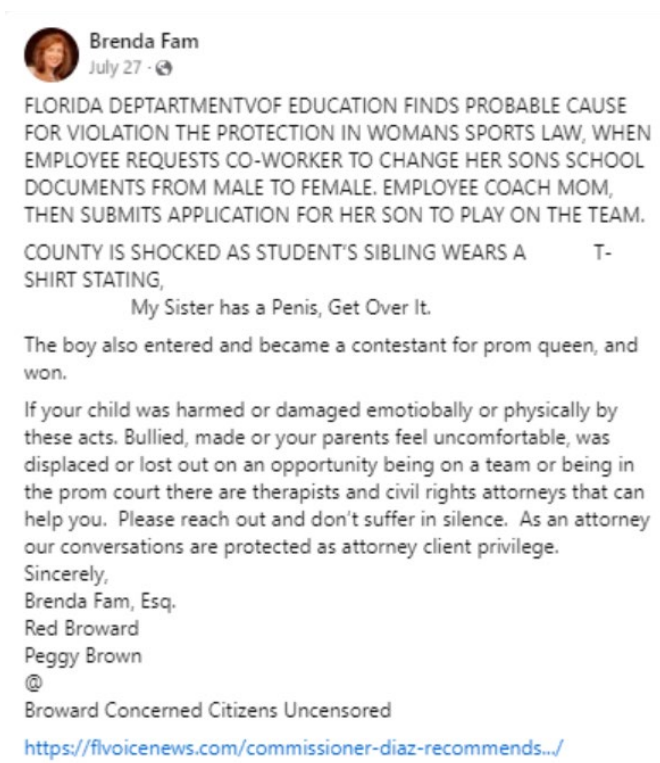 Brenda Fam
July 27 ·
FLORIDA DEPTARTMENTVOF EDUCATION FINDS PROBABLE CAUSE
FOR VIOLATION THE PROTECTION IN WOMANS SPORTS LAW, WHEN
EMPLOYEE REQUESTS CO-WORKER TO CHANGE HER SONS SCHOOL
DOCUMENTS FROM MALE TO FEMALE. EMPLOYEE COACH MOM,
THEN SUBMITS APPLICATION FOR HER SON TO PLAY ON THE TEAM.
COUNTY IS SHOCKED AS STUDENT'S SIBLING WEARS A T-
SHIRT STATING,
My Sister has a Penis, Get Over It.
The boy also entered and became a contestant for prom queen, and
won.
If your child was harmed or damaged emotiobally or physically by
these acts. Bullied, made or your parents feel uncomfortable, was
displaced or lost out on an opportunity being on a team or being in
the prom court there are therapists and civil rights attorneys that can
help you. Please reach out and don't suffer in silence. As an attorney
our conversations are protected as attorney client privilege.
Sincerely,
Brenda Fam, Esq.
Red Broward
Peggy Brown
@
Broward Concerned Citizens Uncensored
https://flvoicenews.com/commissioner-diaz-recommends.../